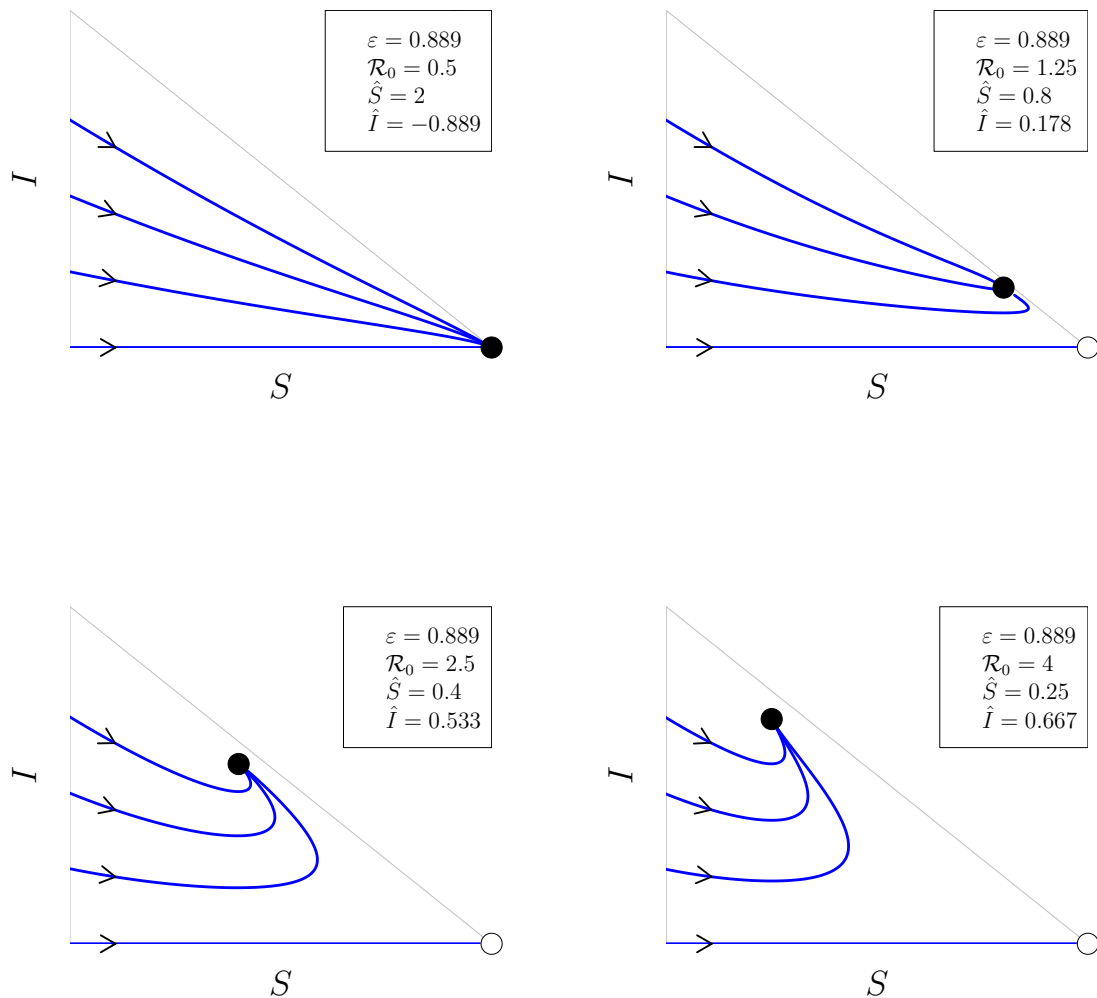 ε = 0.889
R₀ = 0.5
Ŝ = 2
Î = −0.889
I
S
ε = 0.889
R₀ = 1.25
Ŝ = 0.8
Î = 0.178
I
S
ε = 0.889
R₀ = 2.5
Ŝ = 0.4
Î = 0.533
I
S
ε = 0.889
R₀ = 4
Ŝ = 0.25
Î = 0.667
I
S